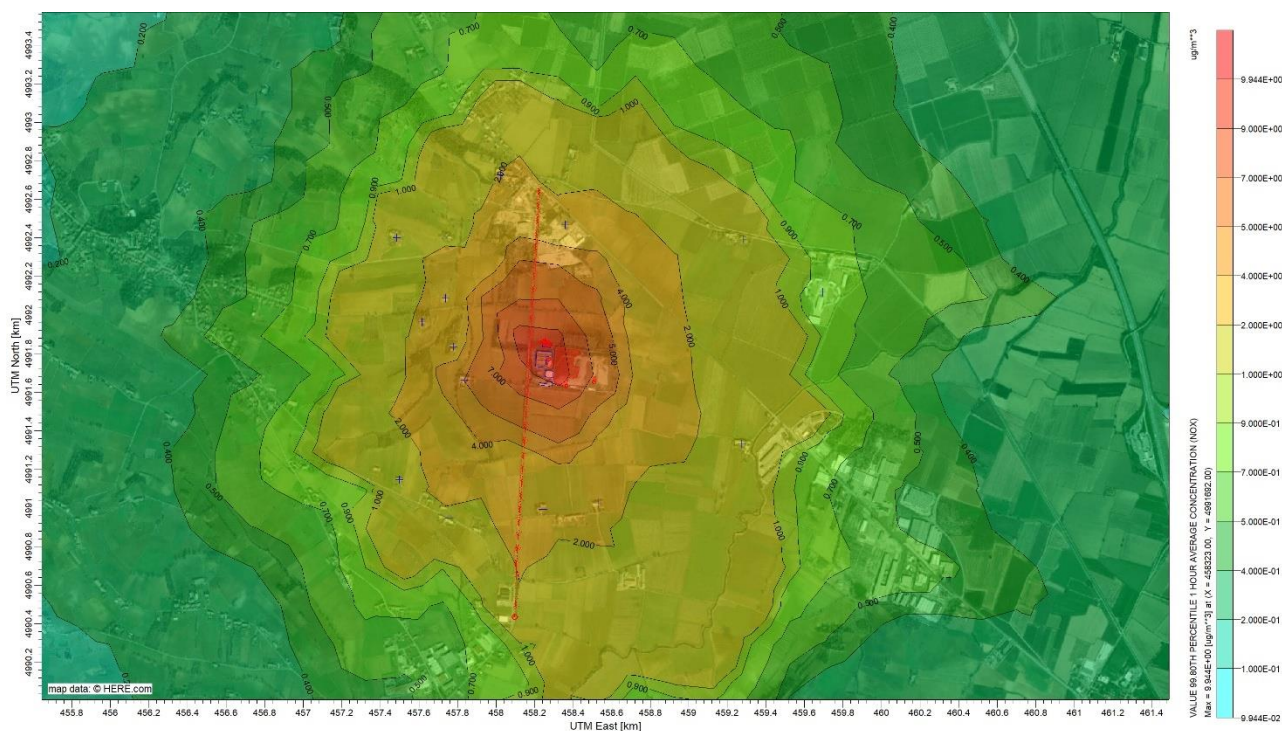 ug/m**3
9.944E+00
9.000E+00
7.000E+00
5.000E+00
4.000E+00
2.000E+00
1.000E+00
9.000E-01
7.000E-01
5.000E-01
4.000E-01
2.000E-01
1.000E-01
9.944E-02
VALUE 99.80TH PERCENTILE 1 HOUR AVERAGE CONCENTRATION (NOX)
Max = 9.944E+00 [ug/m**3] at (X = 458323.00, Y = 4991692.00)
UTM North [km]
4993.4
4993.2
4993
4992.8
4992.6
4992.4
4992.2
4992
4991.8
4991.6
4991.4
4991.2
4991
4990.8
4990.6
4990.4
4990.2
0.200
0.700
0.700
0.500
0.400
0.500
0.900
1.000
0.900
1.000
0.400
0.700
0.700
0.900
0.500
0.200
0.400
4.000
2.000
1.000
5.000
7.000
2.000
4.000
0.400
0.500
1.000
0.700
0.900
2.000
0.900
0.700
0.500
0.400
1.000
0.500
0.400
0.500
0.700
1.000
0.900
0.900
map data: © HERE.com
455.8 456 456.2 456.4 456.6 456.8 457 457.2 457.4 457.6 457.8 458 458.2 458.4 458.6 458.8 459 459.2 459.4 459.6 459.8 460 460.2 460.4 460.6 460.8 461 461.2 461.4
UTM East [km]